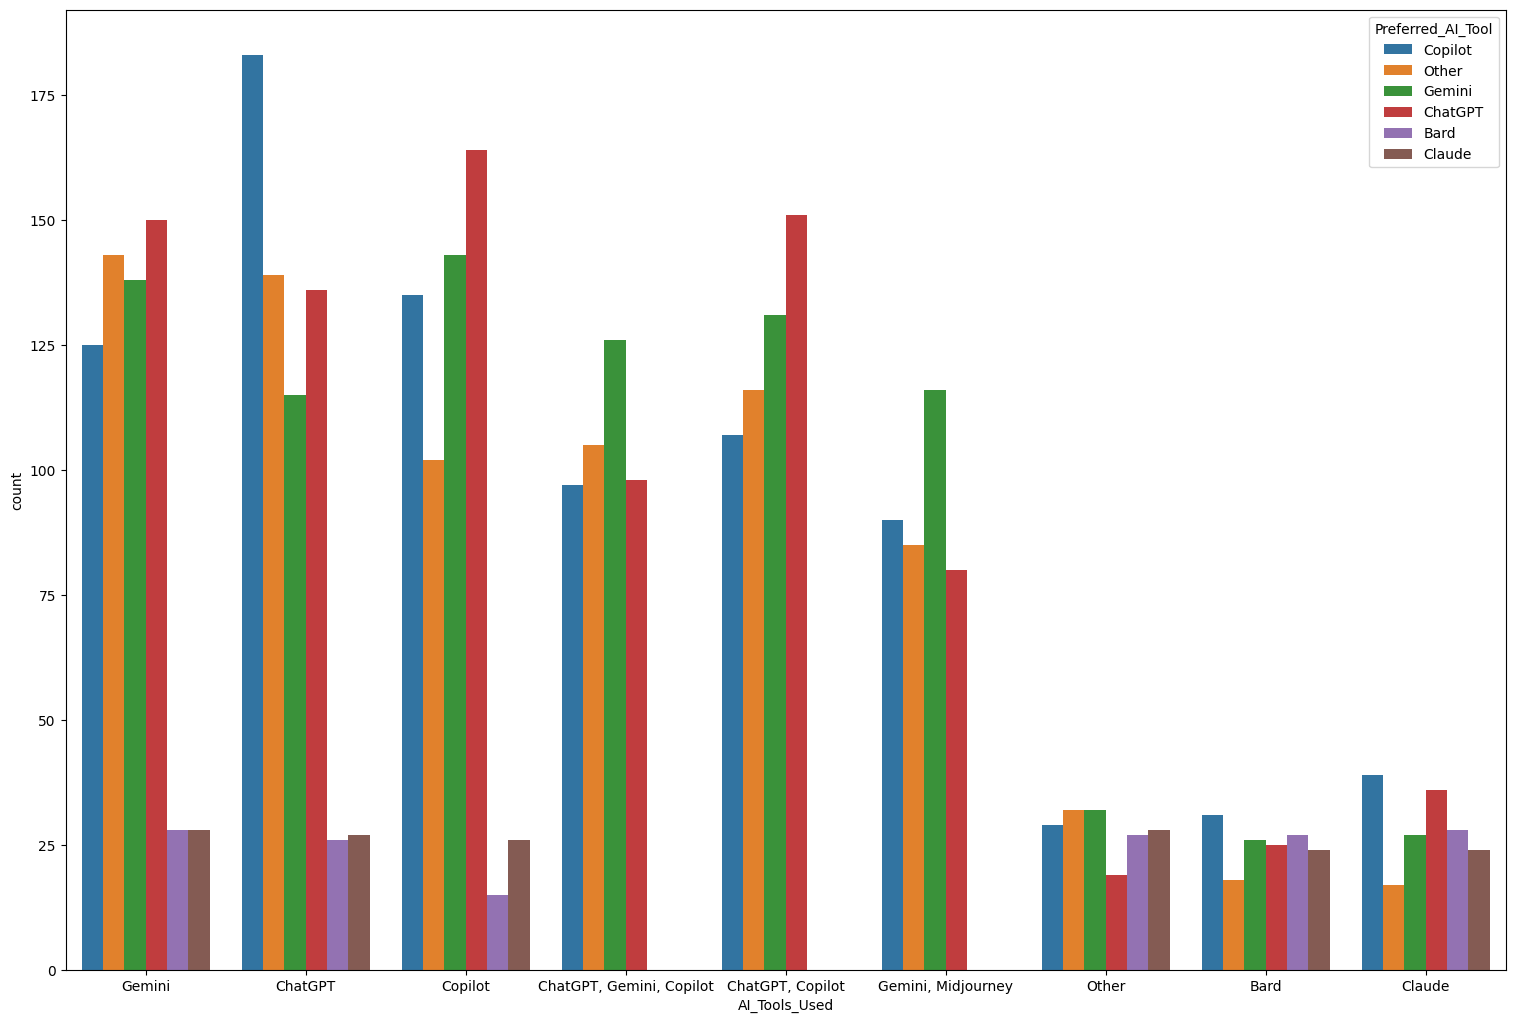 Preferred_AI_Tool
Copilot
Other
Gemini
ChatGPT
Bard
Claude
175
150
125
100
75
50
25
0
count
Gemini ChatGPT Copilot ChatGPT, Gemini, Copilot ChatGPT, Copilot Gemini, Midjourney Other Bard Claude
AI_Tools_Used